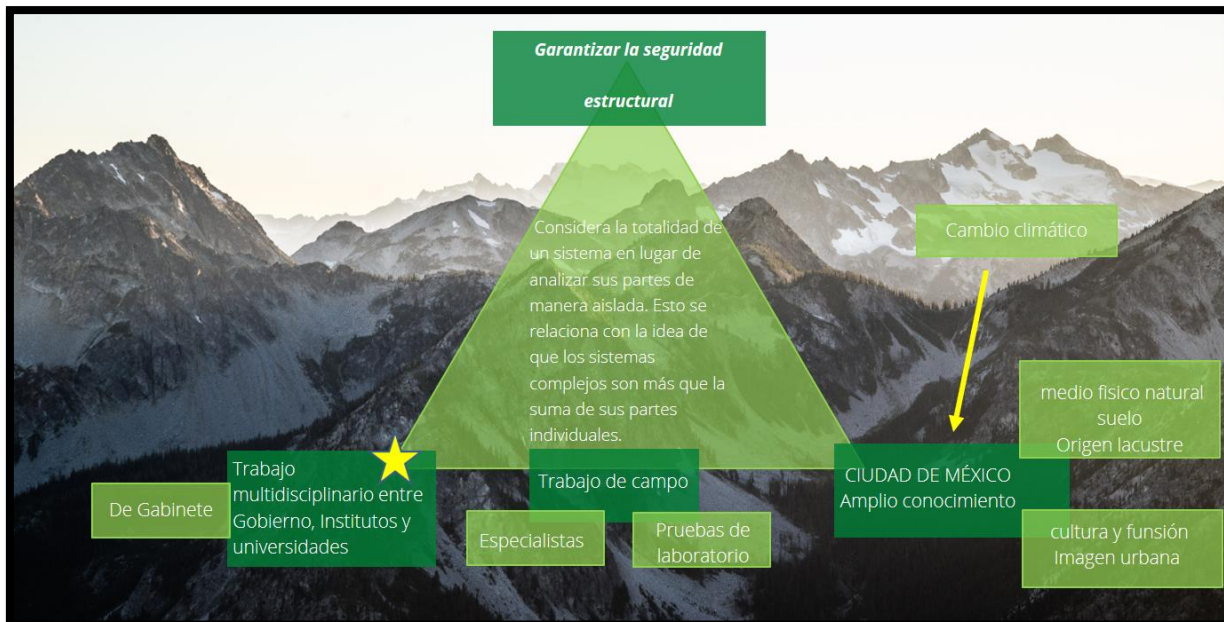 Garantizar la seguridad
estructural
Considera la totalidad de
un sistema en lugar de
analizar sus partes de
manera aislada. Esto se
relaciona con la idea de
que los sistemas
complejos son más que la
suma de sus partes
individuales.
Cambio climático
medio fisico natural
suelo
Origen lacustre
Trabajo
multidisciplinario entre
Gobierno, Institutos y
universidades
De Gabinete
Trabajo de campo
Especialistas
Pruebas de
laboratorio
CIUDAD DE MÉXICO
Amplio conocimiento
cultura y funsión
Imagen urbana